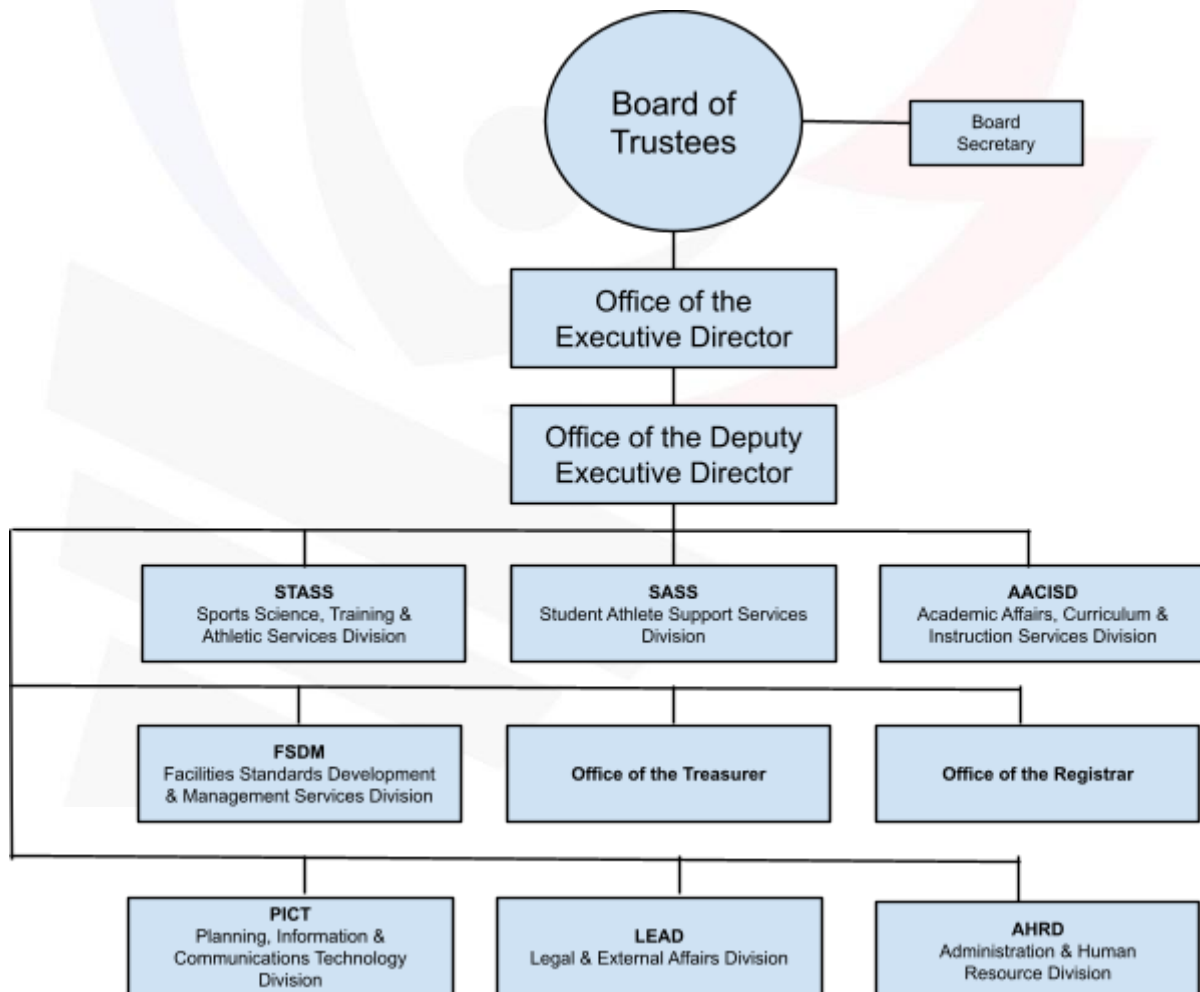 Board of
Trustees
Board
Secretary
Office of the
Executive Director
Office of the Deputy
Executive Director
STASS
Sports Science, Training &
Athletic Services Division
SASS
Student Athlete Support Services
Division
AACISD
Academic Affairs, Curriculum &
Instruction Services Division
FSDM
Facilities Standards Development
& Management Services Division
Office of the Treasurer
Office of the Registrar
PICT
Planning, Information &
Communications Technology
Division
LEAD
Legal & External Affairs Division
AHRD
Administration & Human
Resource Division